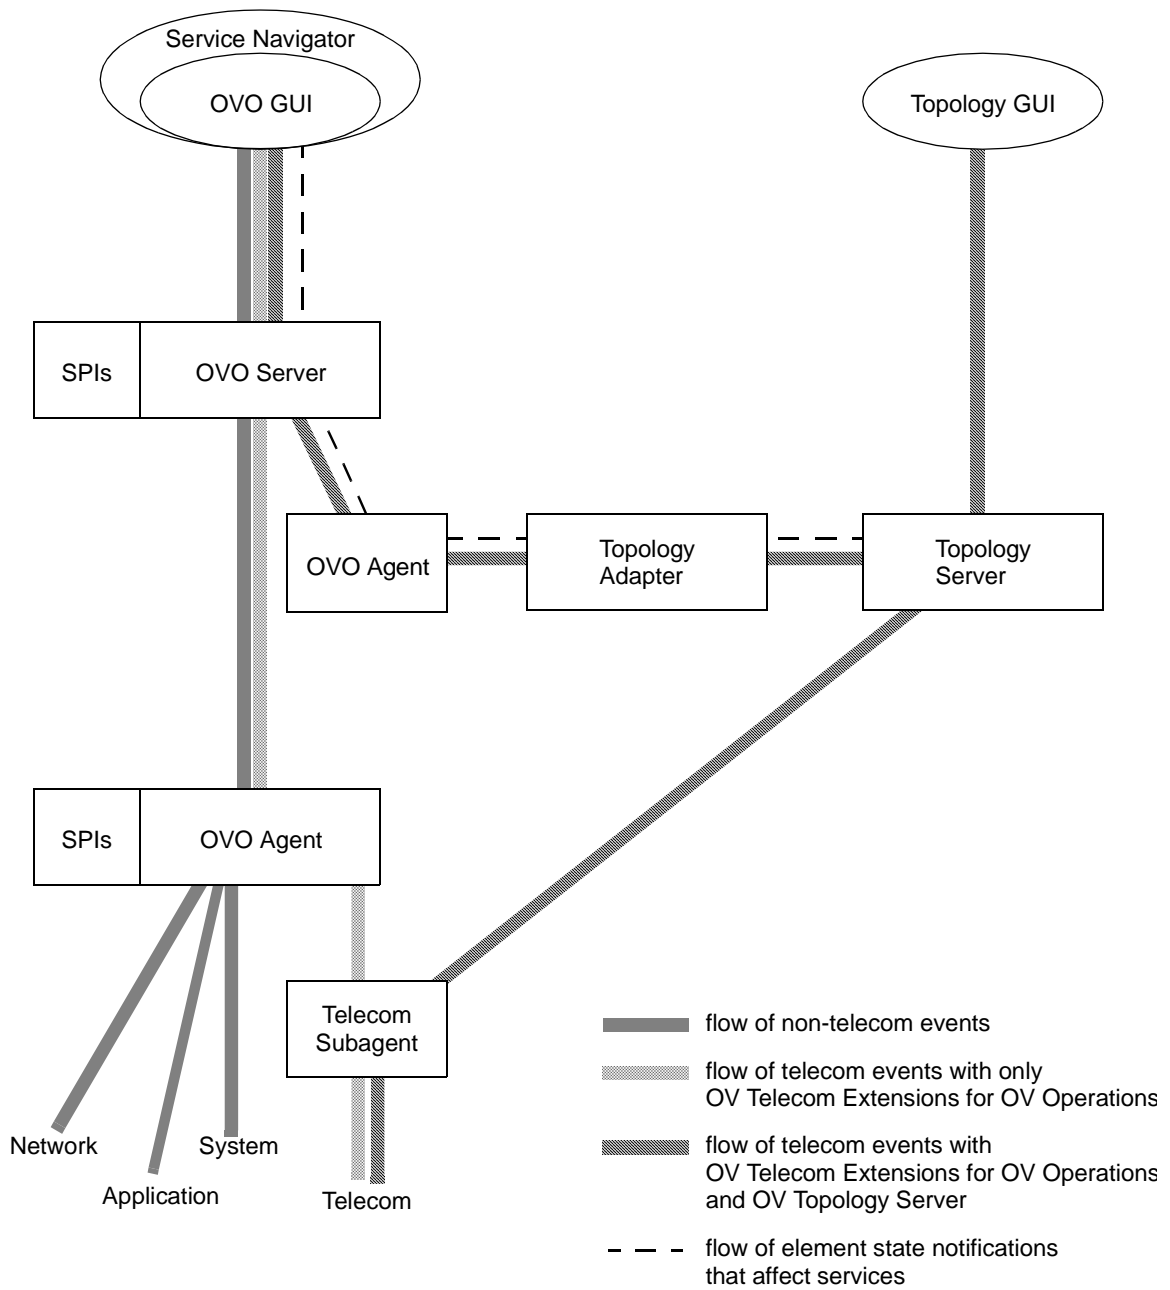 Service Navigator
OVO GUI
Topology GUI
SPIs
OVO Server
OVO Agent
Topology
Adapter
Topology
Server
SPIs
OVO Agent
Telecom
Subagent
Network
System
Application
Telecom
flow of non-telecom events
flow of telecom events with only
OV Telecom Extensions for OV Operations
flow of telecom events with
OV Telecom Extensions for OV Operations
and OV Topology Server
flow of element state notifications
that affect services